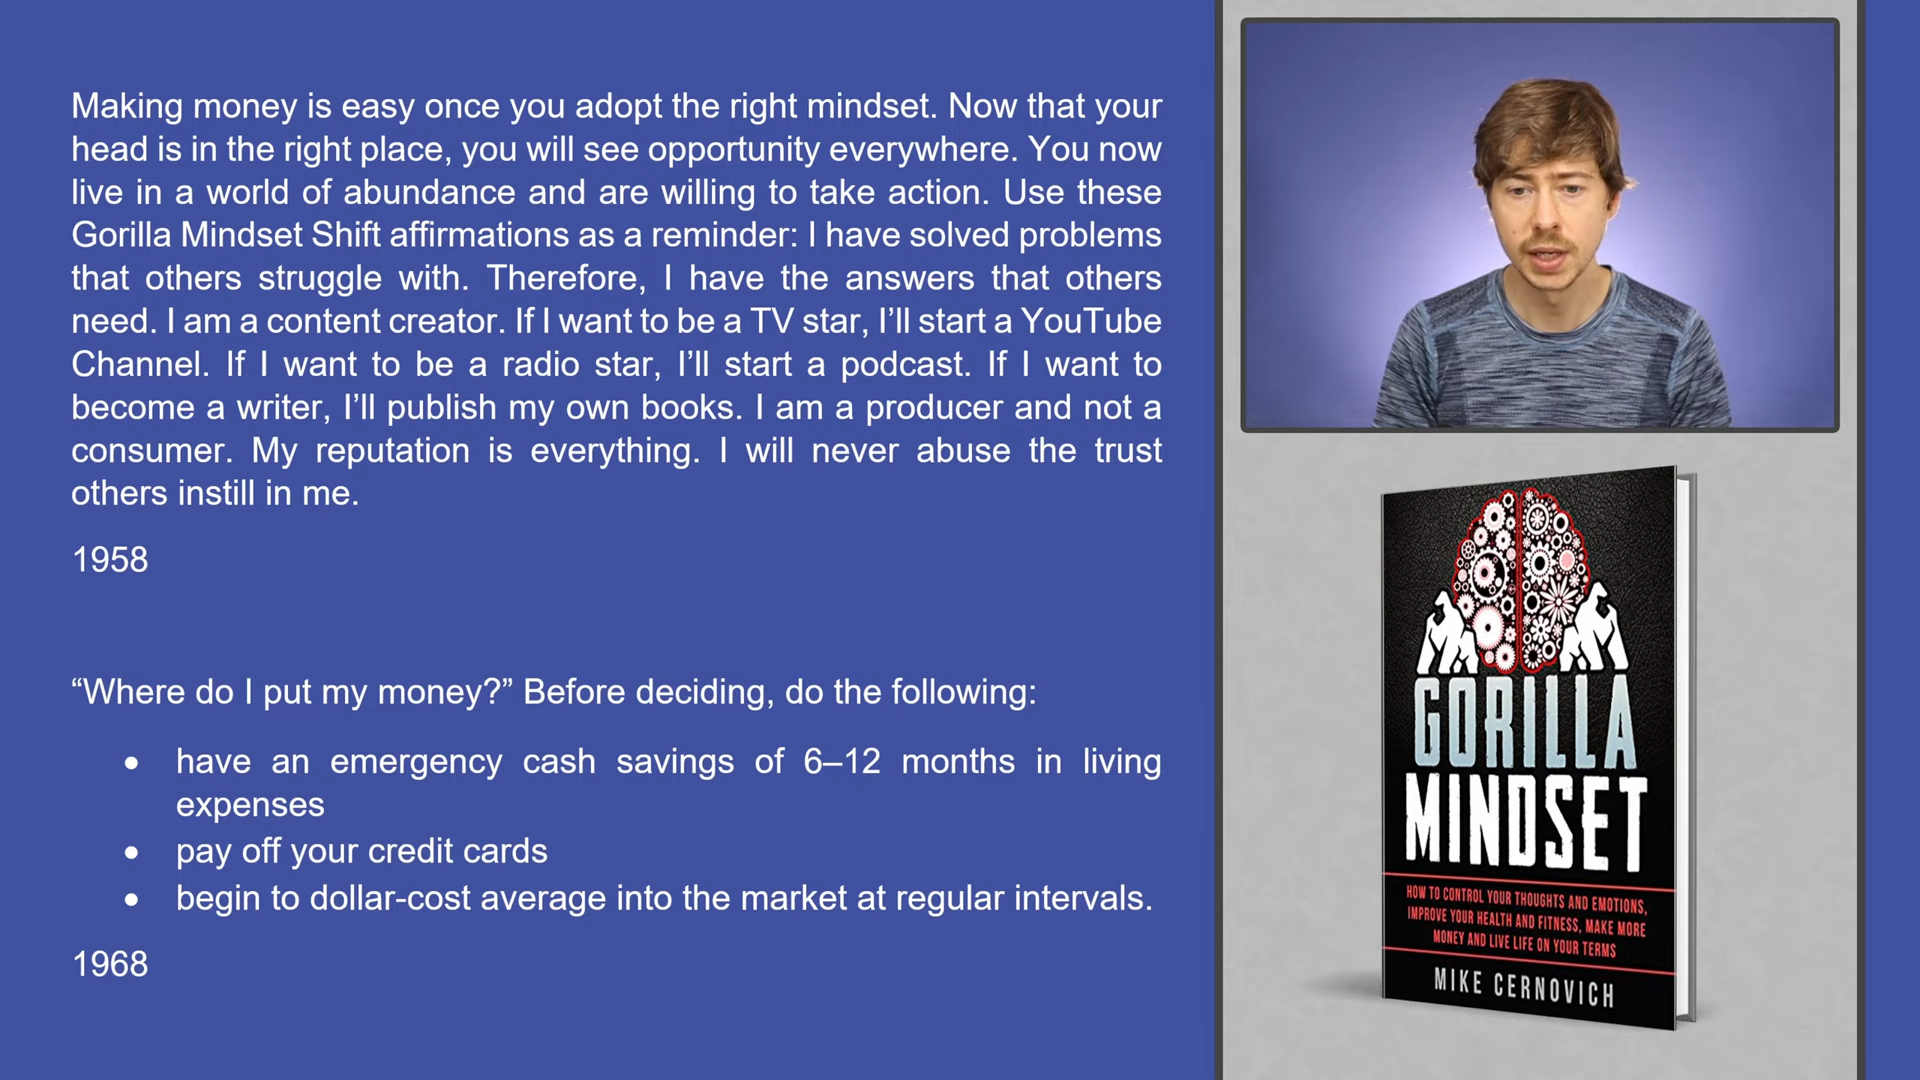 Making money is easy once you adopt the right mindset. Now that your
head is in the right place, you will see opportunity everywhere. You now
live in a world of abundance and are willing to take action. Use these
Gorilla Mindset Shift affirmations as a reminder: I have solved problems
that others struggle with. Therefore, I have the answers that others
need. I am a content creator. If I want to be a TV star, I’ll start a YouTube
Channel. If I want to be a radio star, I’ll start a podcast. If I want to
become a writer, I’ll publish my own books. I am a producer and not a
consumer. My reputation is everything. I will never abuse the trust
others instill in me.
1958
“Where do I put my money?” Before deciding, do the following:
• have an emergency cash savings of 6–12 months in living
expenses
• pay off your credit cards
• begin to dollar-cost average into the market at regular intervals.
1968
GORILLA
MINDSET
HOW TO CONTROL YOUR THOUGHTS AND EMOTIONS,
IMPROVE YOUR HEALTH AND FITNESS, MAKE MORE
MONEY AND LIVE LIFE ON YOUR TERMS
MIKE CERNOVICH